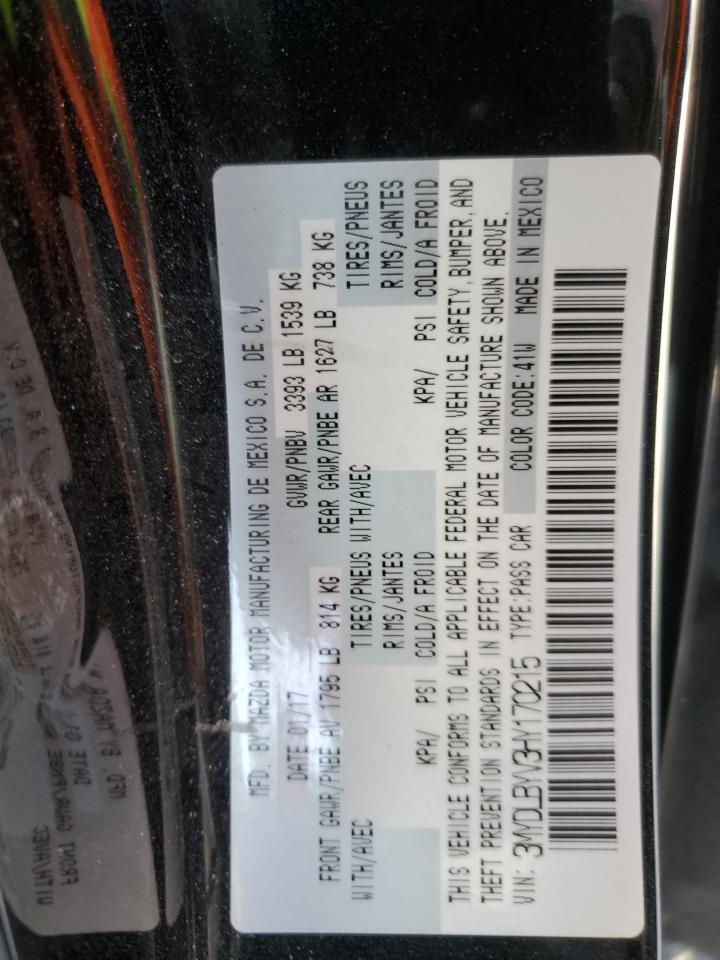 MFD. BY MAZDA MOTOR MANUFACTURING DE MEXICO S.A. DE C.V.
DATE 01/17 GVWR/PNBV 3393 LB 1539 KG
FRONT GAWR/PNBE AV 1795 LB 814 KG REAR GAWR/PNBE AR 1627 LB 738 KG
WITH/AVEC TIRES/PNEUS WITH/AVEC TIRES/PNEUS
RIMS/JANTES RIMS/JANTES
KPA/ PSI COLD/A FROID KPA/ PSI COLD/A FROID
THIS VEHICLE CONFORMS TO ALL APPLICABLE FEDERAL MOTOR VEHICLE SAFETY, BUMPER, AND
THEFT PREVENTION STANDARDS IN EFFECT ON THE DATE OF MANUFACTURE SHOWN ABOVE.
VIN: 3MYDLBYV3HY170215 TYPE:PASS CAR COLOR CODE:41W MADE IN MEXICO